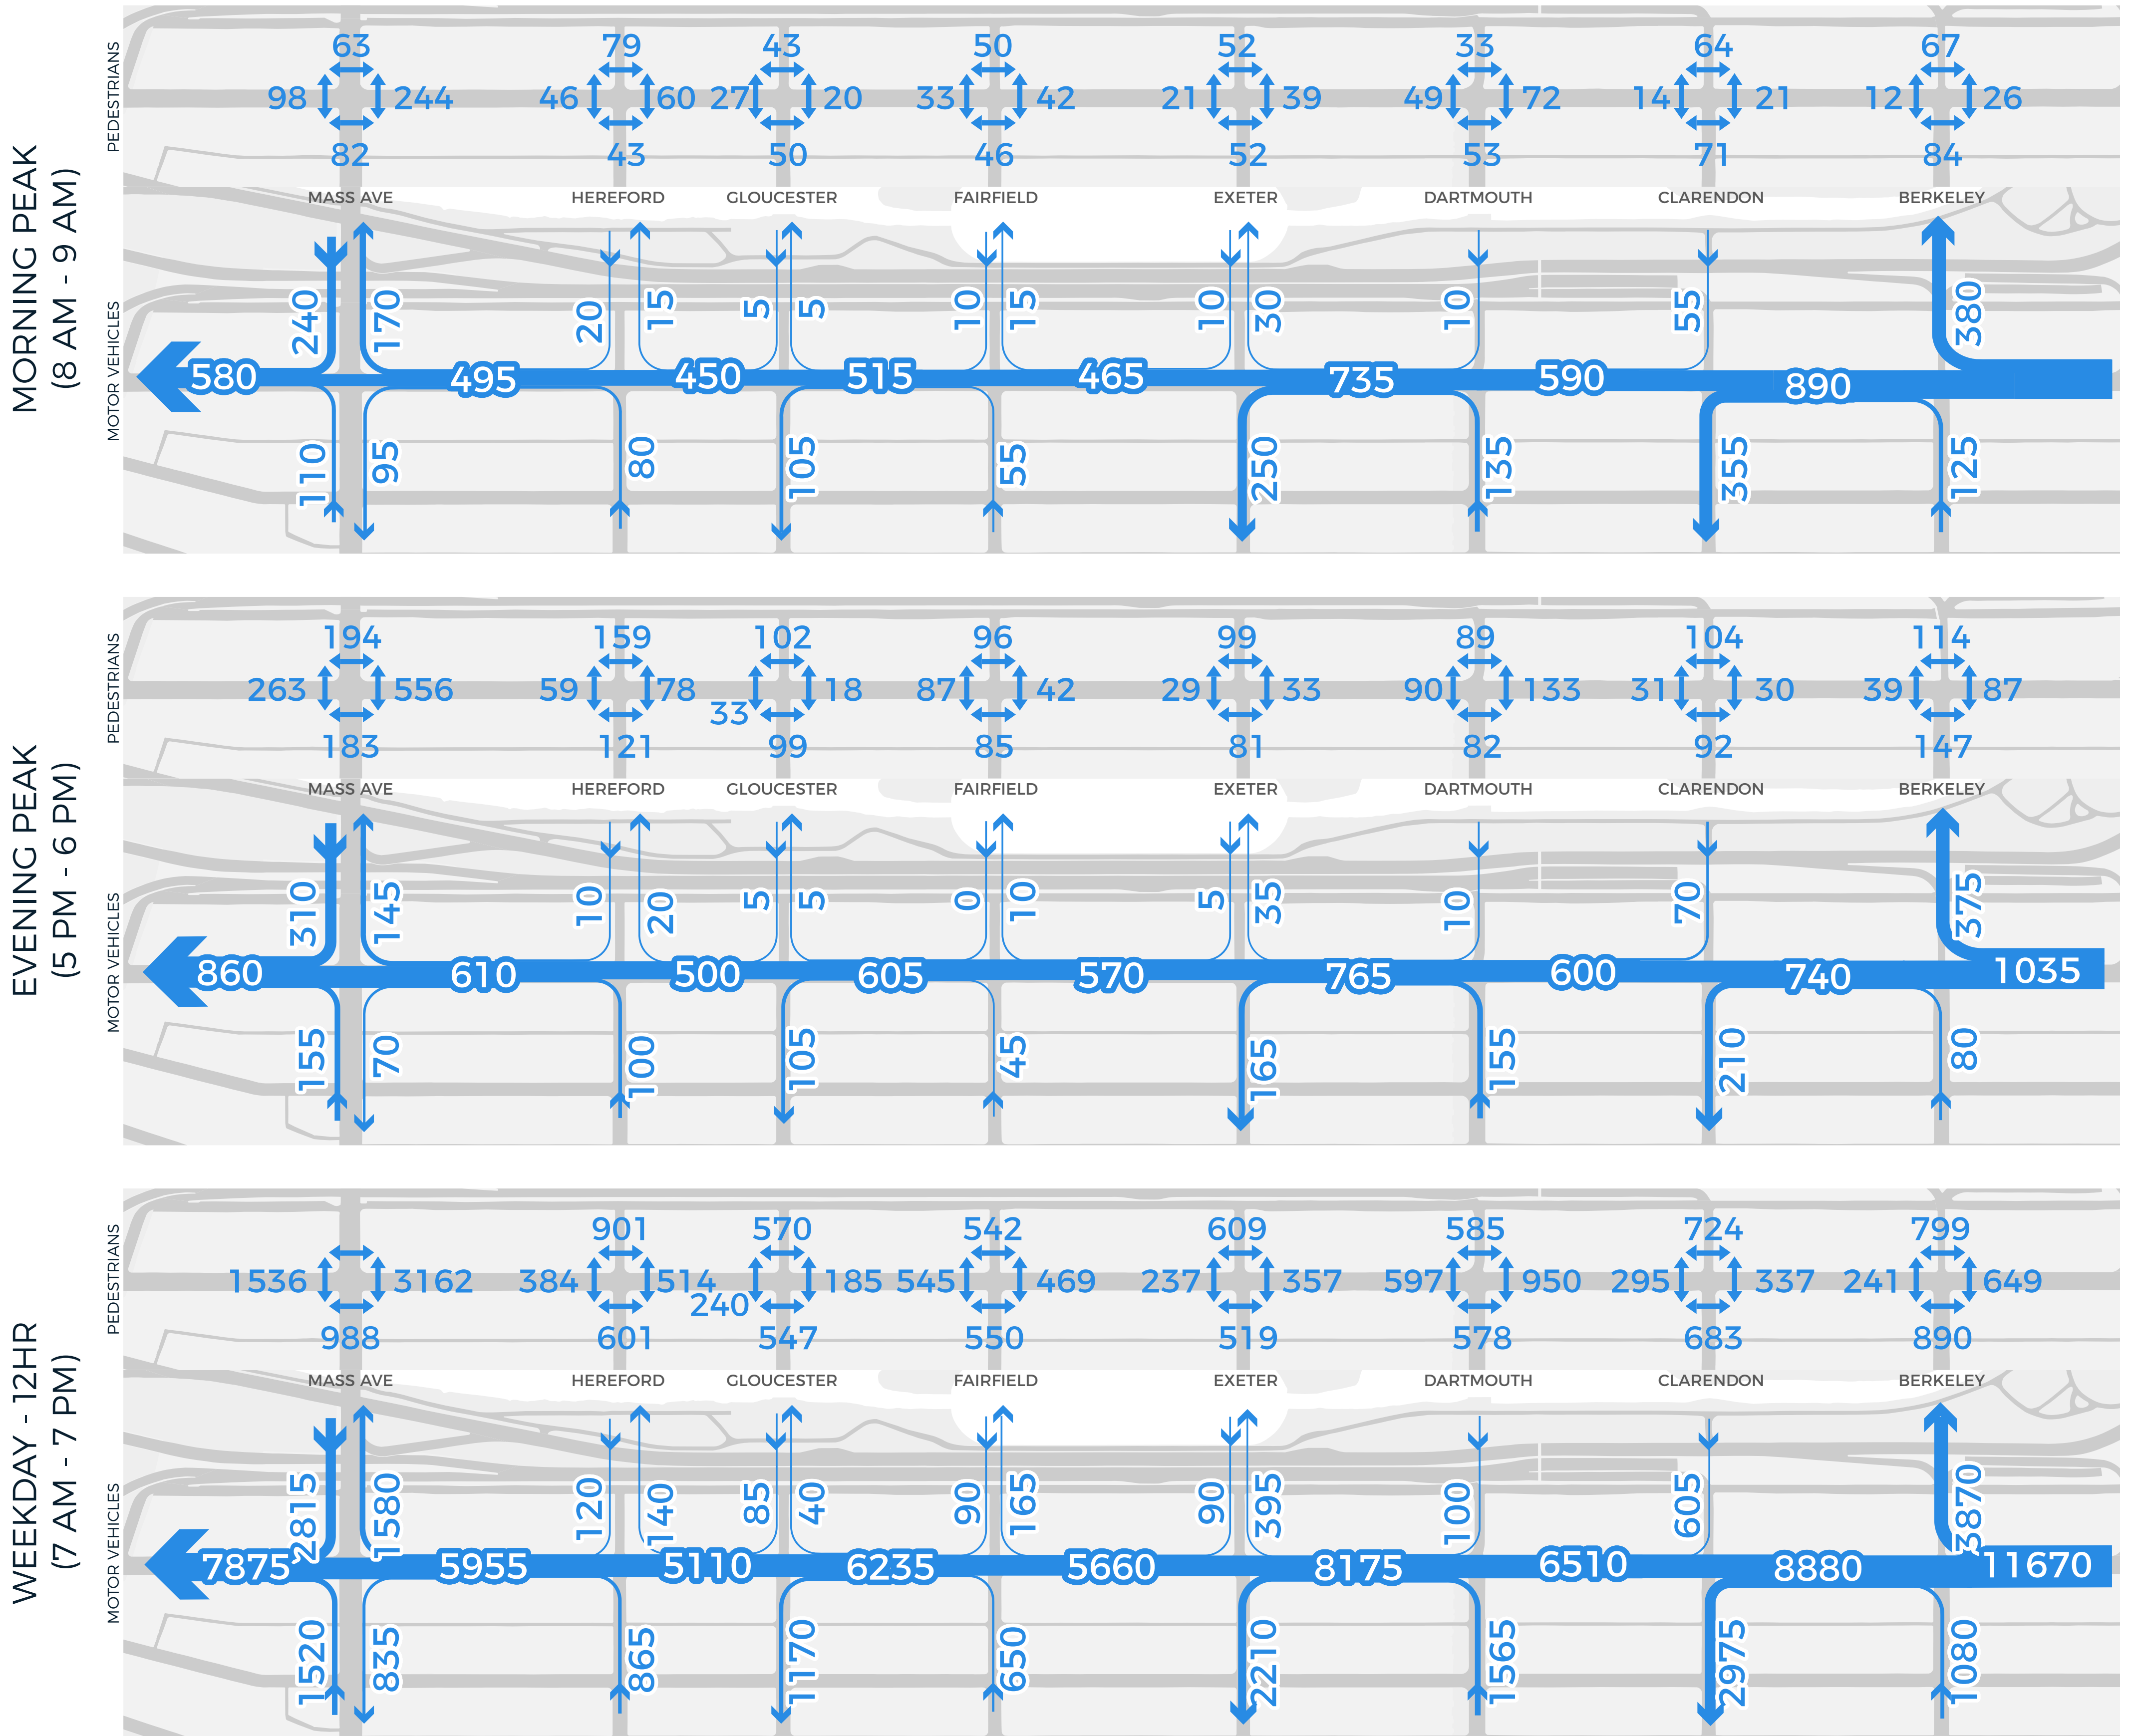 MORNING PEAK
(8 AM - 9 AM)
PEDESTRIANS
63 79 43 50 52 33 64 67
98 244 46 60 27 20 33 42 21 39 49 72 14 21 12 26
82 43 50 46 52 53 71 84
MASS AVE HEREFORD GLOUCESTER FAIRFIELD EXETER DARTMOUTH CLARENDON BERKELEY
MOTOR VEHICLES
240 170 20 15 5 5 10 15 10 30 10 55 380
580 495 450 515 465 735 590 890
110 95 80 105 55 250 135 355 125
EVENING PEAK
(5 PM - 6 PM)
PEDESTRIANS
194 159 102 96 99 89 104 114
263 556 59 78 33 18 87 42 29 33 90 133 31 30 39 87
183 121 99 85 81 82 92 147
MASS AVE HEREFORD GLOUCESTER FAIRFIELD EXETER DARTMOUTH CLARENDON BERKELEY
MOTOR VEHICLES
310 145 10 20 5 5 0 10 5 35 10 70 375
860 610 500 605 570 765 600 740 1035
155 70 100 105 45 165 155 210 80
WEEKDAY - 12HR
(7 AM - 7 PM)
PEDESTRIANS
901 570 542 609 585 724 799
1536 3162 384 514 240 185 545 469 237 357 597 950 295 337 241 649
988 601 547 550 519 578 683 890
MASS AVE HEREFORD GLOUCESTER FAIRFIELD EXETER DARTMOUTH CLARENDON BERKELEY
MOTOR VEHICLES
2815 1580 120 140 85 40 90 165 90 395 100 605 3870
7875 5955 5110 6235 5660 8175 6510 8880 11670
1520 835 865 1170 650 2210 1565 2975 1080